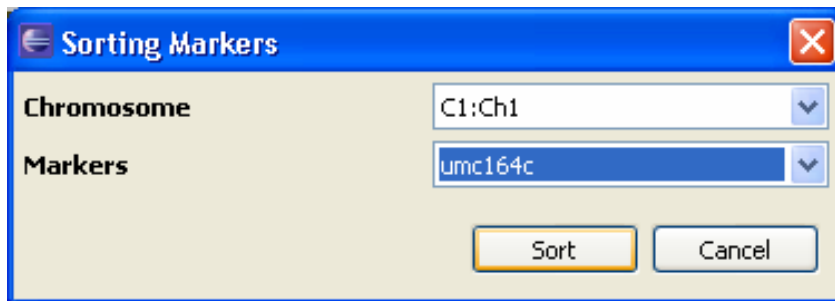 Sorting Markers
Chromosome C1:Ch1
Markers umc164c
Sort Cancel